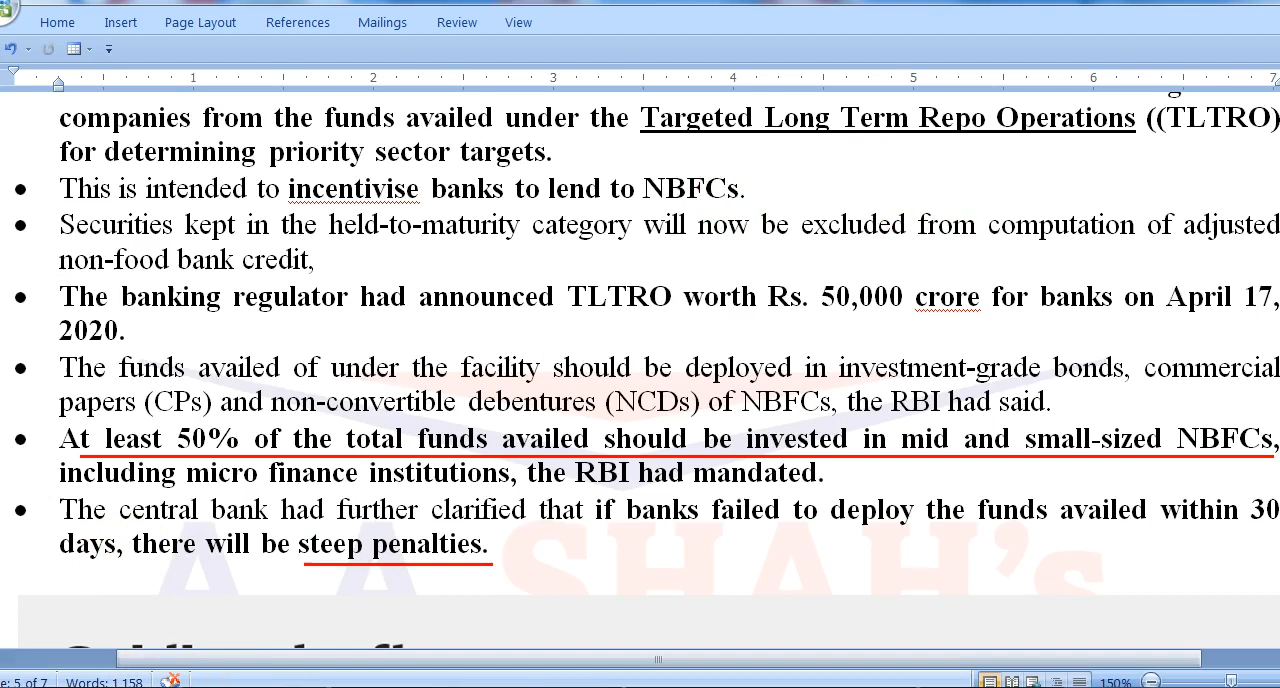 Home Insert Page Layout References Mailings Review View
1 2 3 4 5 6 7
companies from the funds availed under the Targeted Long Term Repo Operations ((TLTRO)
for determining priority sector targets.
• This is intended to incentivise banks to lend to NBFCs.
• Securities kept in the held-to-maturity category will now be excluded from computation of adjusted
non-food bank credit,
• The banking regulator had announced TLTRO worth Rs. 50,000 crore for banks on April 17,
2020.
• The funds availed of under the facility should be deployed in investment-grade bonds, commercial
papers (CPs) and non-convertible debentures (NCDs) of NBFCs, the RBI had said.
• At least 50% of the total funds availed should be invested in mid and small-sized NBFCs,
including micro finance institutions, the RBI had mandated.
• The central bank had further clarified that if banks failed to deploy the funds availed within 30
days, there will be steep penalties.
A A SHAH's
e: 5 of 7 Words: 1,158 150%